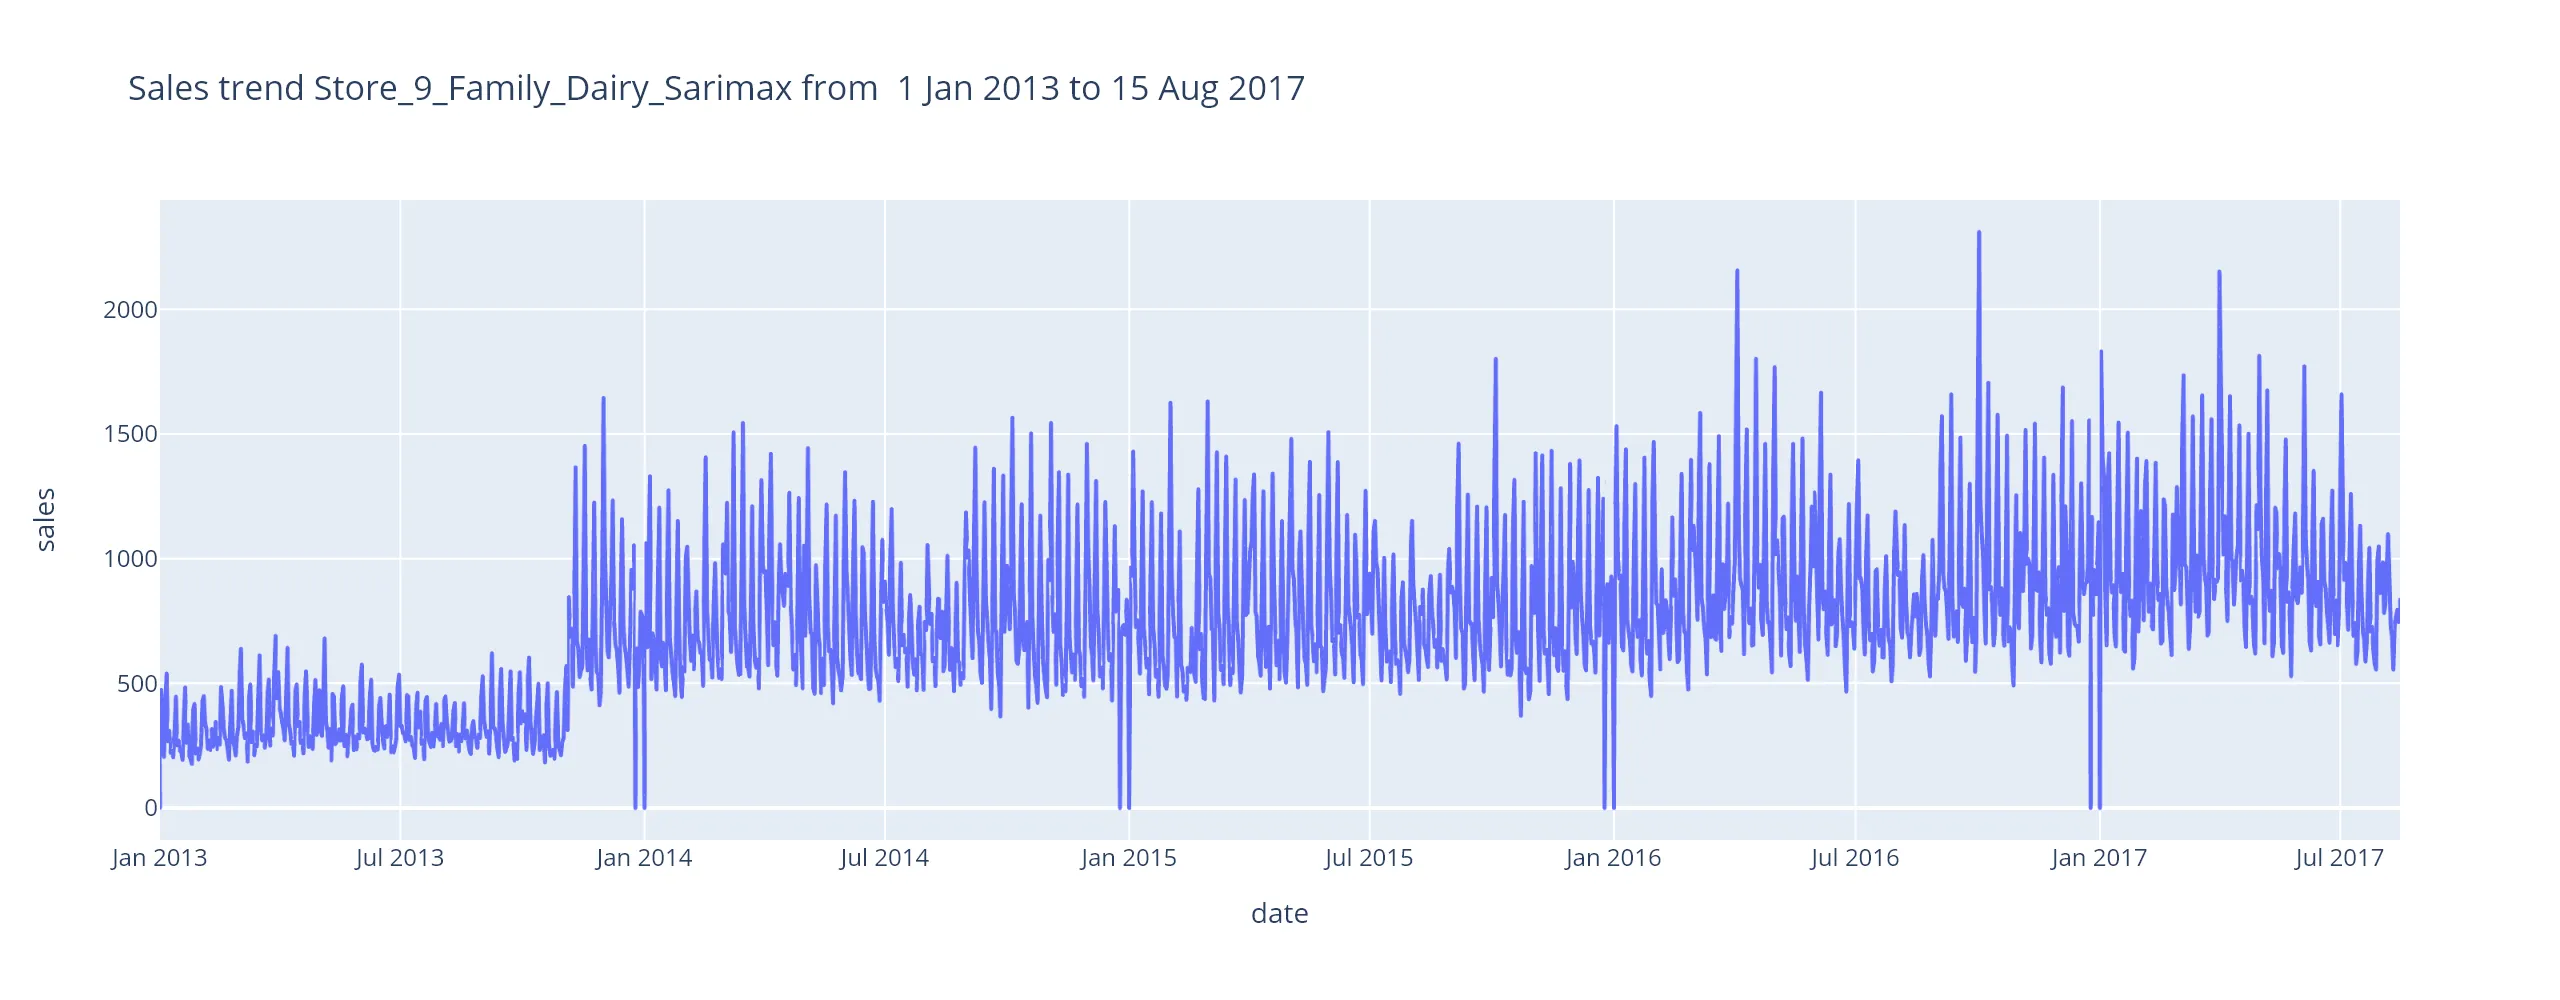 Sales trend Store_9_Family_Dairy_Sarimax from  1 Jan 2013 to 15 Aug 2017
sales
2000
1500
1000
500
0
Jan 2013 Jul 2013 Jan 2014 Jul 2014 Jan 2015 Jul 2015 Jan 2016 Jul 2016 Jan 2017 Jul 2017
date